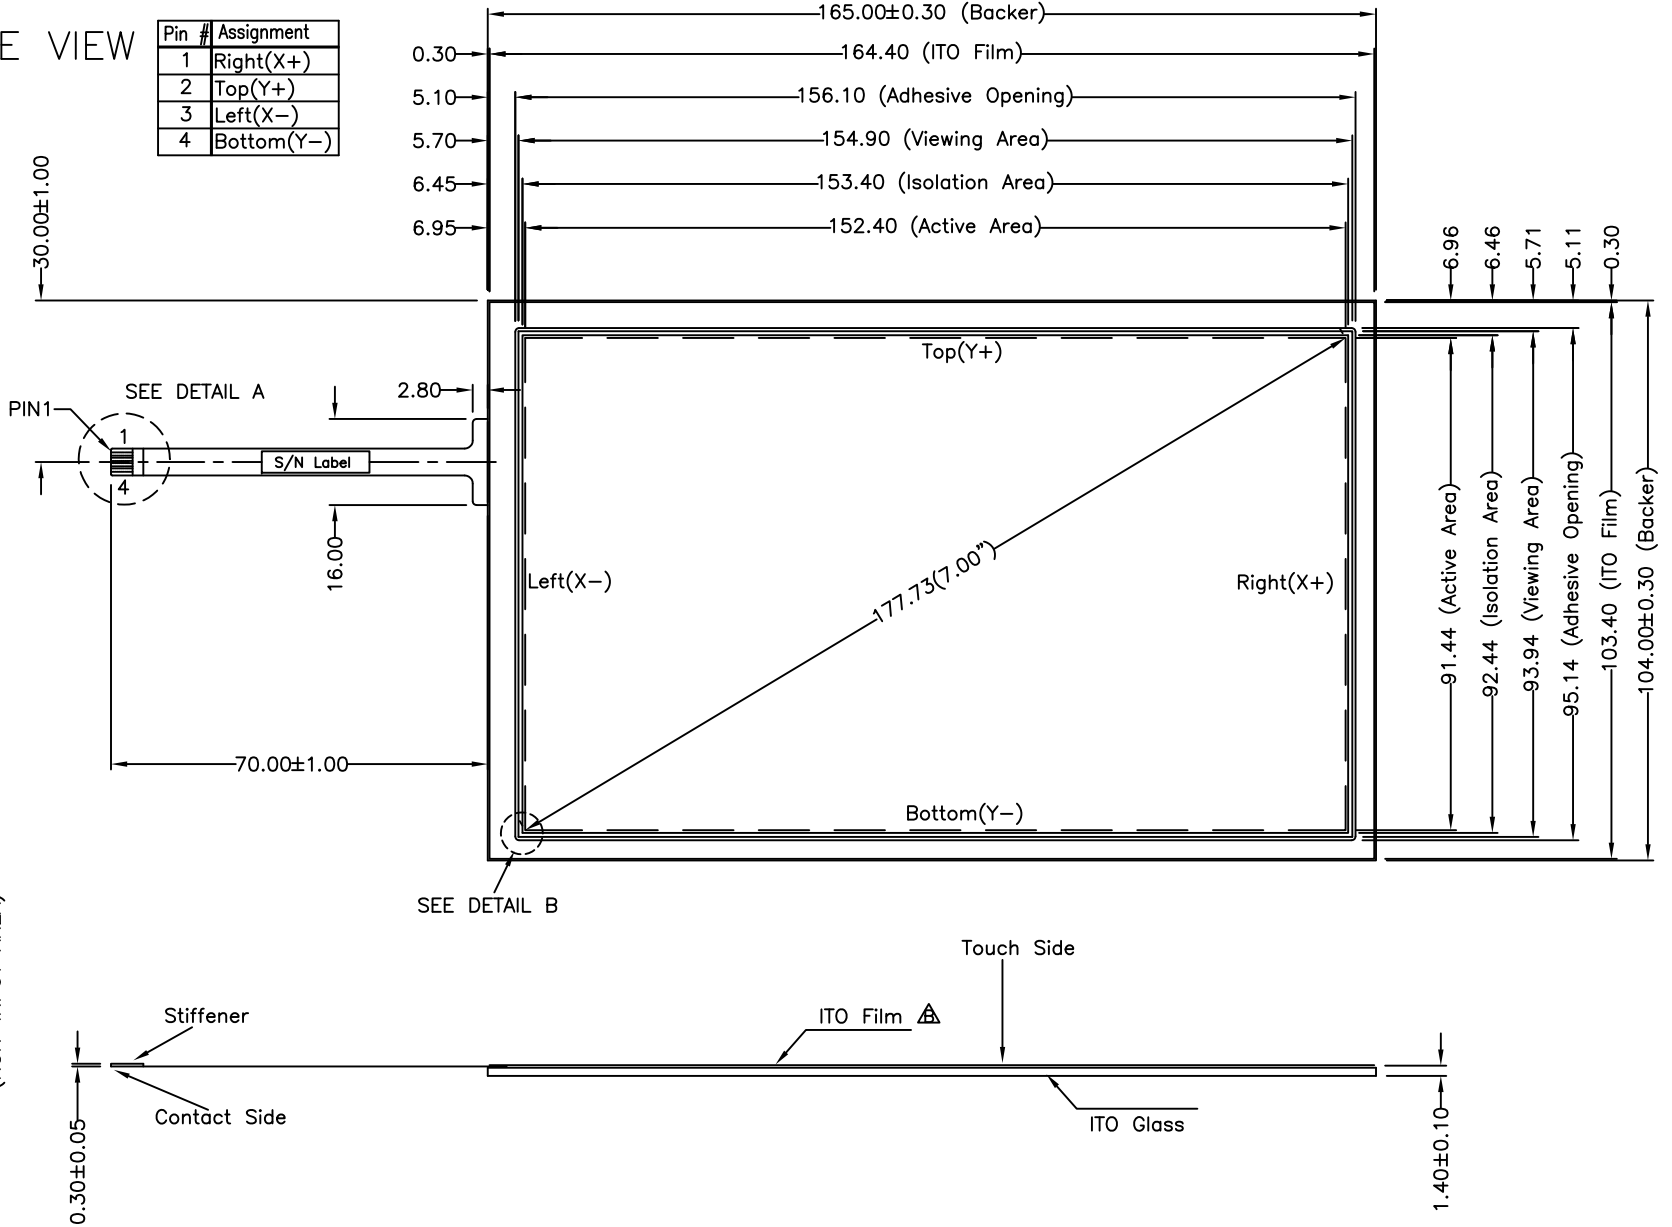 E VIEW
Pin # Assignment
1 Right(X+)
2 Top(Y+)
3 Left(X-)
4 Bottom(Y-)
165.00±0.30 (Backer)
0.30 164.40 (ITO Film)
5.10 156.10 (Adhesive Opening)
5.70 154.90 (Viewing Area)
6.45 153.40 (Isolation Area)
6.95 152.40 (Active Area)
30.00±1.00
6.96
6.46
5.71
5.11
0.30
Top(Y+)
SEE DETAIL A
2.80
PIN1
1
S/N Label
4
16.00
Left(X-)
177.73(7.00")
Right(X+)
91.44 (Active Area)
92.44 (Isolation Area)
93.94 (Viewing Area)
95.14 (Adhesive Opening)
103.40 (ITO Film)
104.00±0.30 (Backer)
70.00±1.00
Bottom(Y-)
SEE DETAIL B
Touch Side
Stiffener
ITO Film B
Contact Side
ITO Glass
0.30±0.05
1.40±0.10